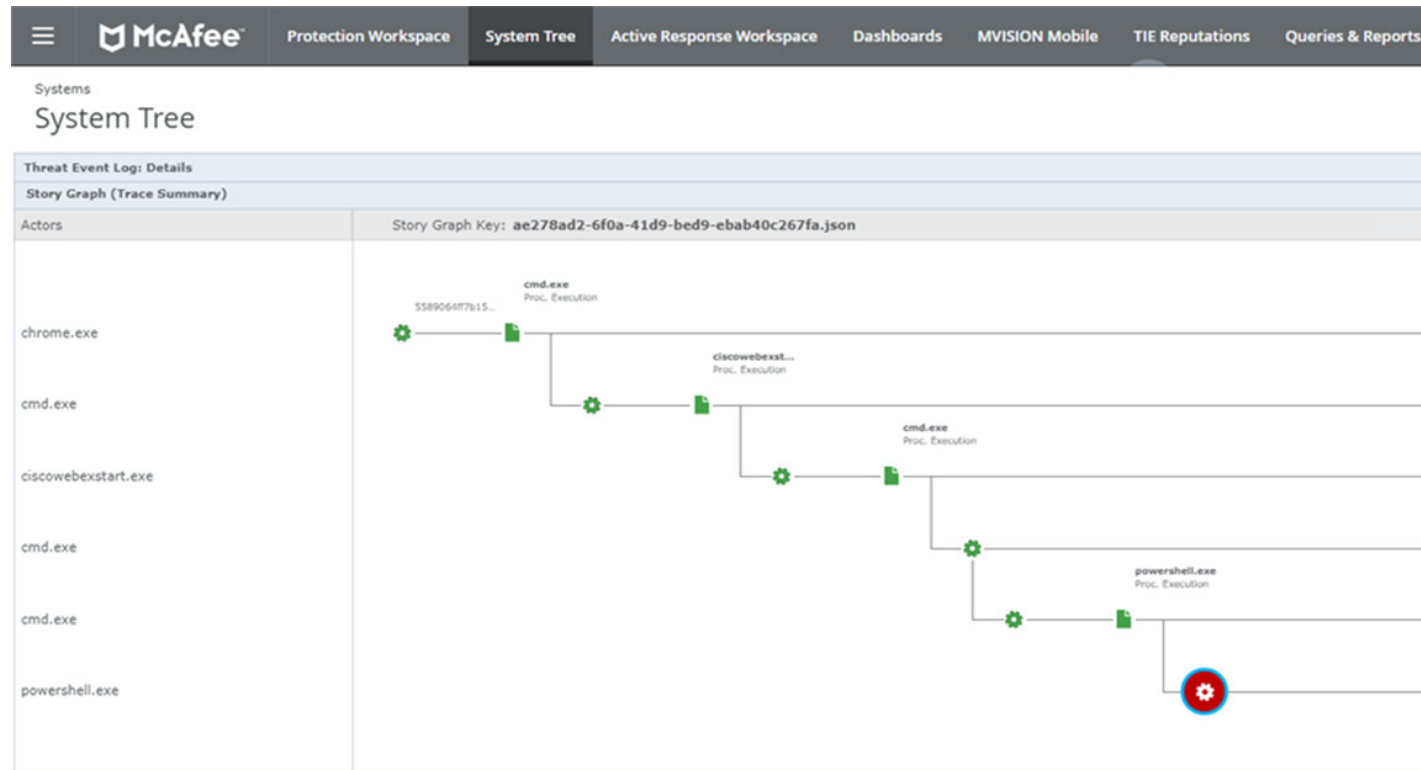 McAfee™ Protection Workspace System Tree Active Response Workspace Dashboards MVISION Mobile TIE Reputations Queries & Reports
Systems
System Tree
Threat Event Log: Details
Story Graph (Trace Summary)
Actors Story Graph Key: ae278ad2-6f0a-41d9-bed9-ebab40c267fa.json
cmd.exe
Proc. Execution
5589064ff7b15...
chrome.exe
ciscowebexst...
Proc. Execution
cmd.exe
cmd.exe
Proc. Execution
ciscowebexstart.exe
cmd.exe
powershell.exe
Proc. Execution
cmd.exe
powershell.exe